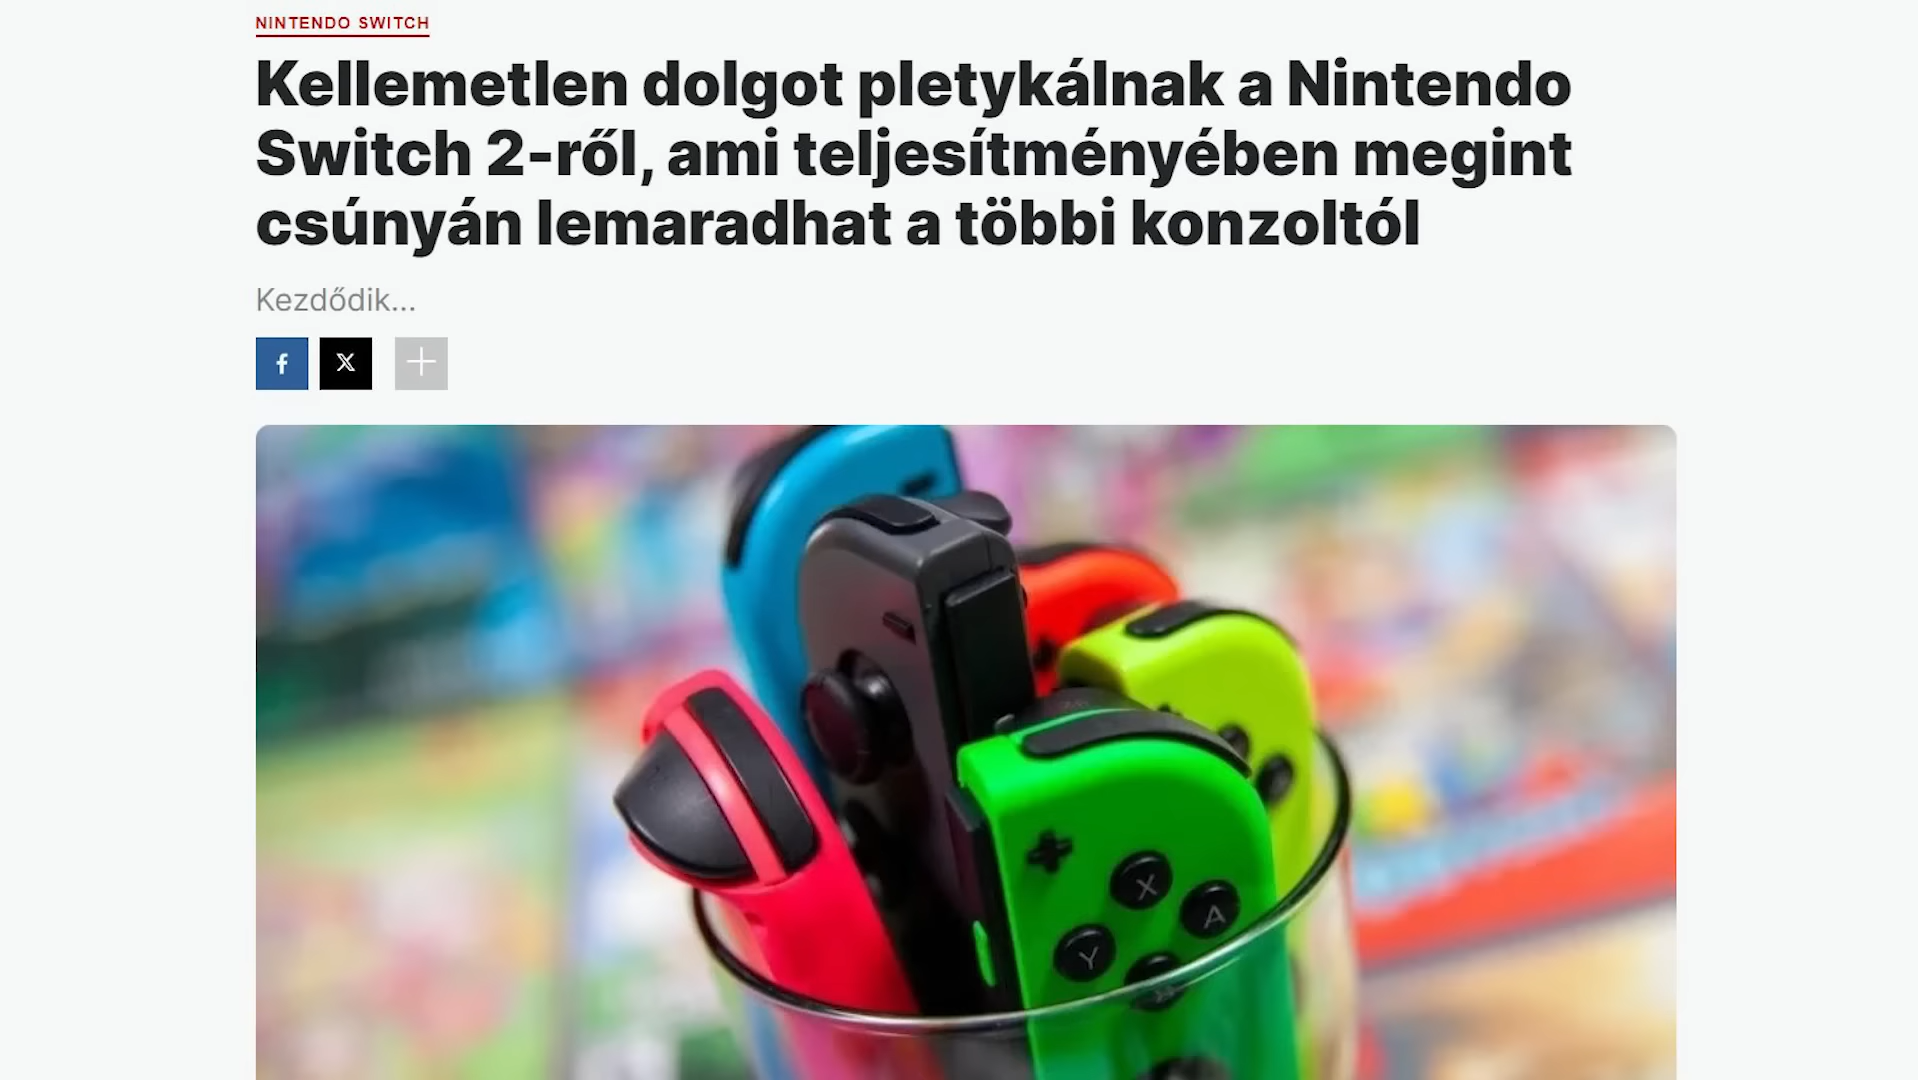 NINTENDO SWITCH
Kellemetlen dolgot pletykálnak a Nintendo
Switch 2-ről, ami teljesítményében megint
csúnyán lemaradhat a többi konzoltól
Kezdődik...
f X +
X
A
Y